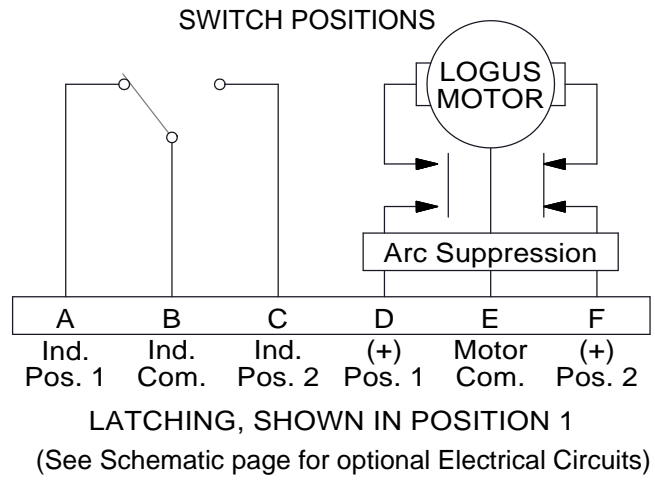 SWITCH POSITIONS
LOGUS
MOTOR
Arc Suppression
A B C D E F
Ind. Ind. Ind. (+) Motor (+)
Pos. 1 Com. Pos. 2 Pos. 1 Com. Pos. 2
LATCHING, SHOWN IN POSITION 1
(See Schematic page for optional Electrical Circuits)